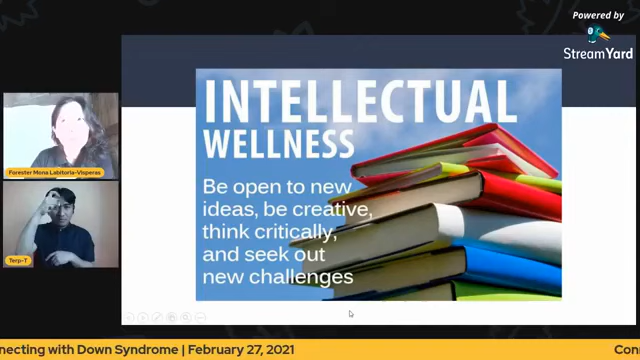 Powered by
StreamYard
INTELLECTUAL
WELLNESS
Be open to new
ideas, be creative,
think critically,
and seek out
new challenges
Forester Mona Labitoria-Visperas
Terp-T
necting with Down Syndrome | February 27, 2021
Con